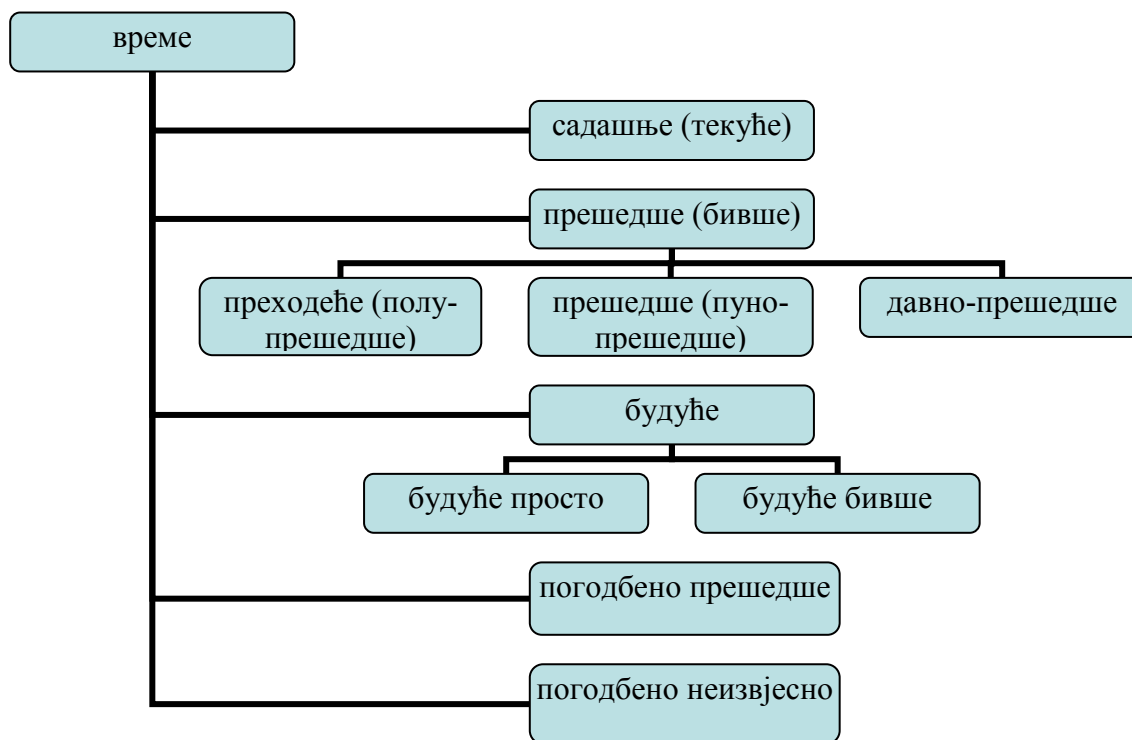 време
садашње (текуће)
прешедше (бивше)
преходеће (полу-
прешедше)
прешедше (пуно-
прешедше)
давно-прешедше
будуће
будуће просто
будуће бивше
погодбено прешедше
погодбено неизвјесно